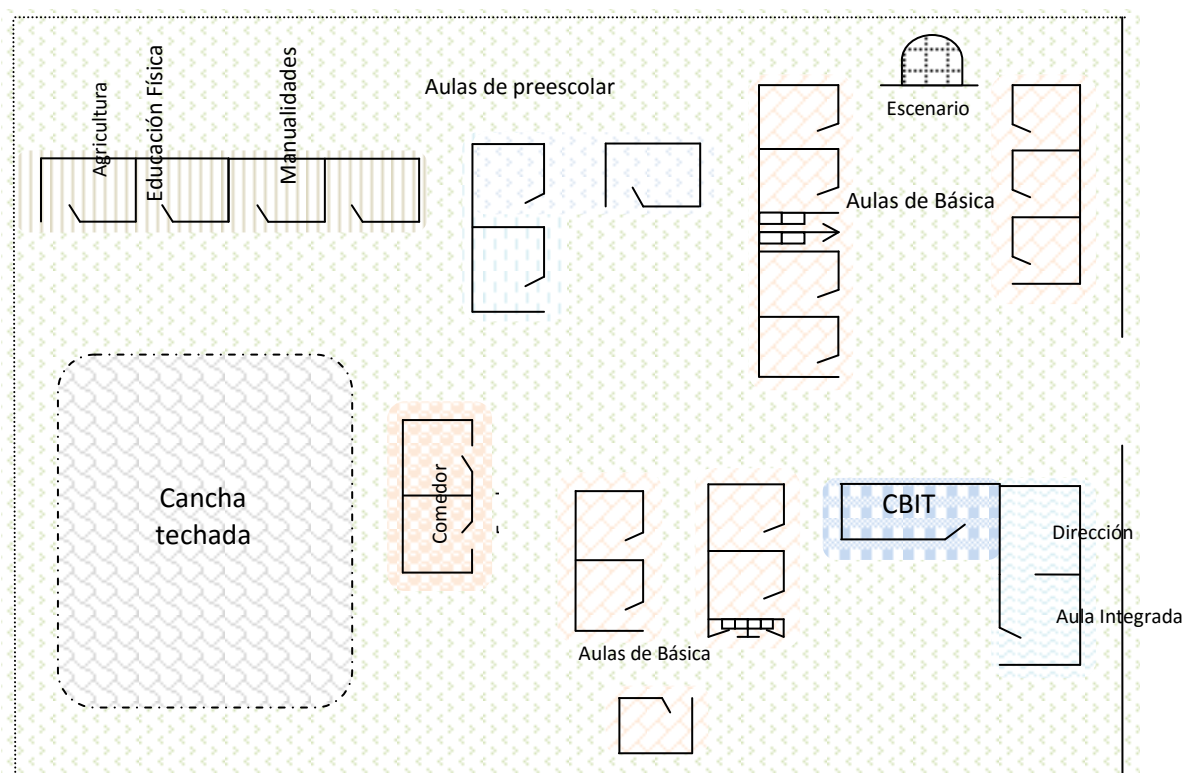 Agricultura
Educación Física
Manualidades
Aulas de preescolar
Escenario
Aulas de Básica
Cancha
techada
Comedor
CBIT
Dirección
Aula Integrada
Aulas de Básica